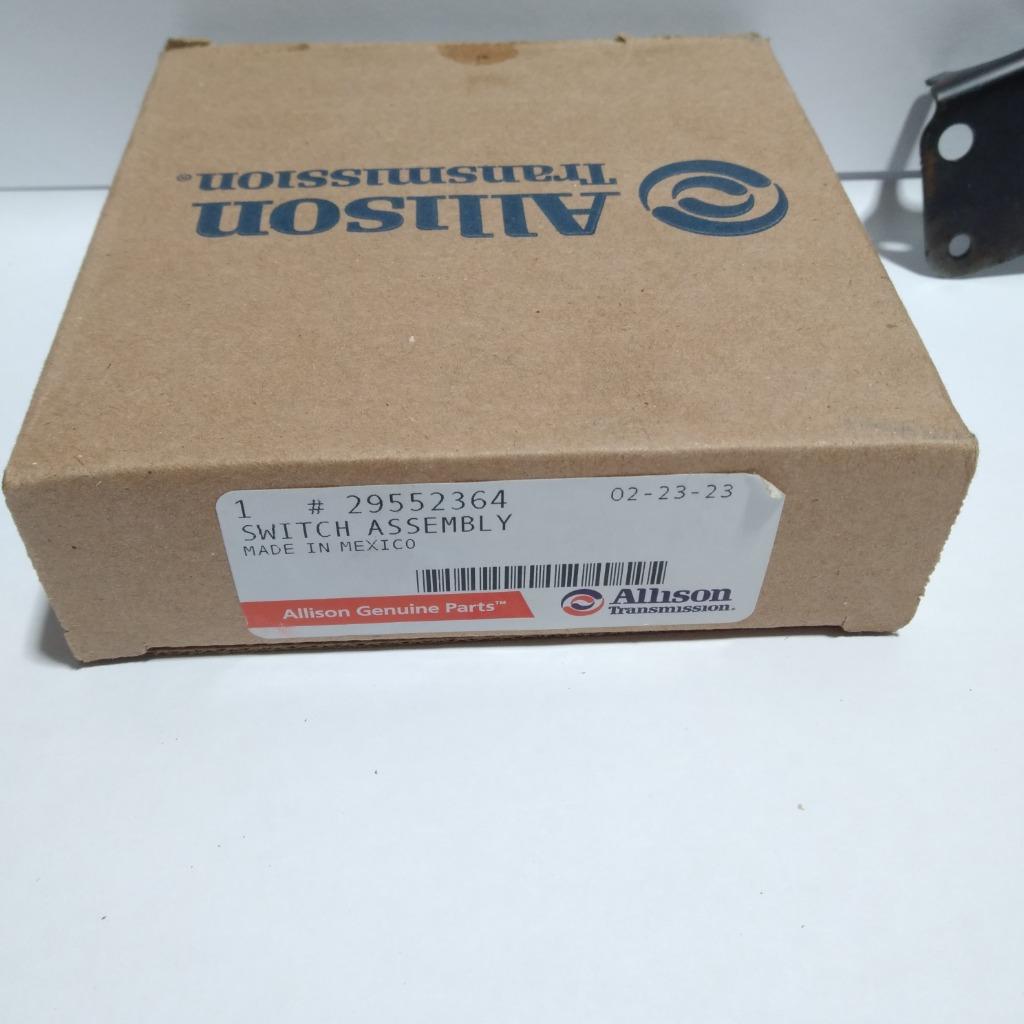 Allison
Transmission®
1 # 29552364 02-23-23
SWITCH ASSEMBLY
MADE IN MEXICO
Allison Genuine Parts™
Allison
Transmission®